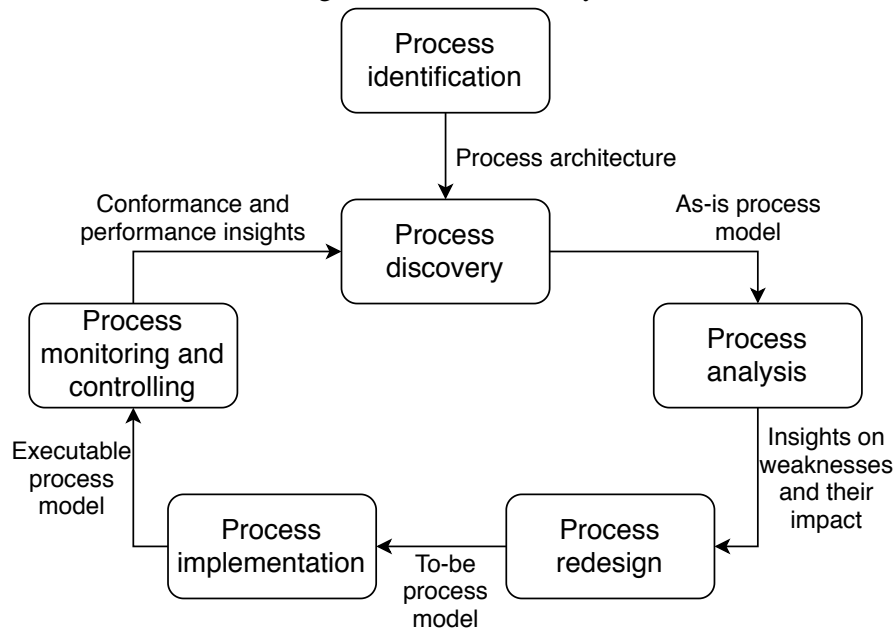 Process
identification
Process architecture
Conformance and
performance insights
Process
discovery
As-is process
model
Process
monitoring and
controlling
Process
analysis
Executable
process
model
Insights on
weaknesses
and their
impact
Process
implementation
To-be
process
model
Process
redesign